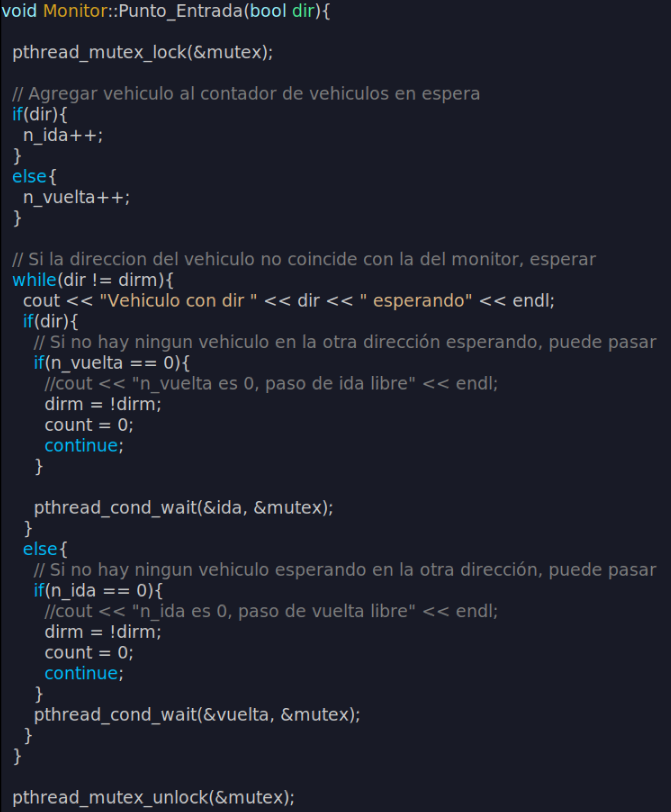 void Monitor::Punto_Entrada(bool dir){
pthread_mutex_lock(&mutex);
// Agregar vehiculo al contador de vehiculos en espera
if(dir){
n_ida++;
}
else{
n_vuelta++;
}
// Si la direccion del vehiculo no coincide con la del monitor, esperar
while(dir != dirm){
cout << "Vehiculo con dir " << dir << " esperando" << endl;
if(dir){
// Si no hay ningun vehiculo en la otra dirección esperando, puede pasar
if(n_vuelta == 0){
//cout << "n_vuelta es 0, paso de ida libre" << endl;
dirm = !dirm;
count = 0;
continue;
}
pthread_cond_wait(&ida, &mutex);
}
else{
// Si no hay ningun vehiculo esperando en la otra dirección, puede pasar
if(n_ida == 0){
//cout << "n_ida es 0, paso de vuelta libre" << endl;
dirm = !dirm;
count = 0;
continue;
}
pthread_cond_wait(&vuelta, &mutex);
}
}
pthread_mutex_unlock(&mutex);